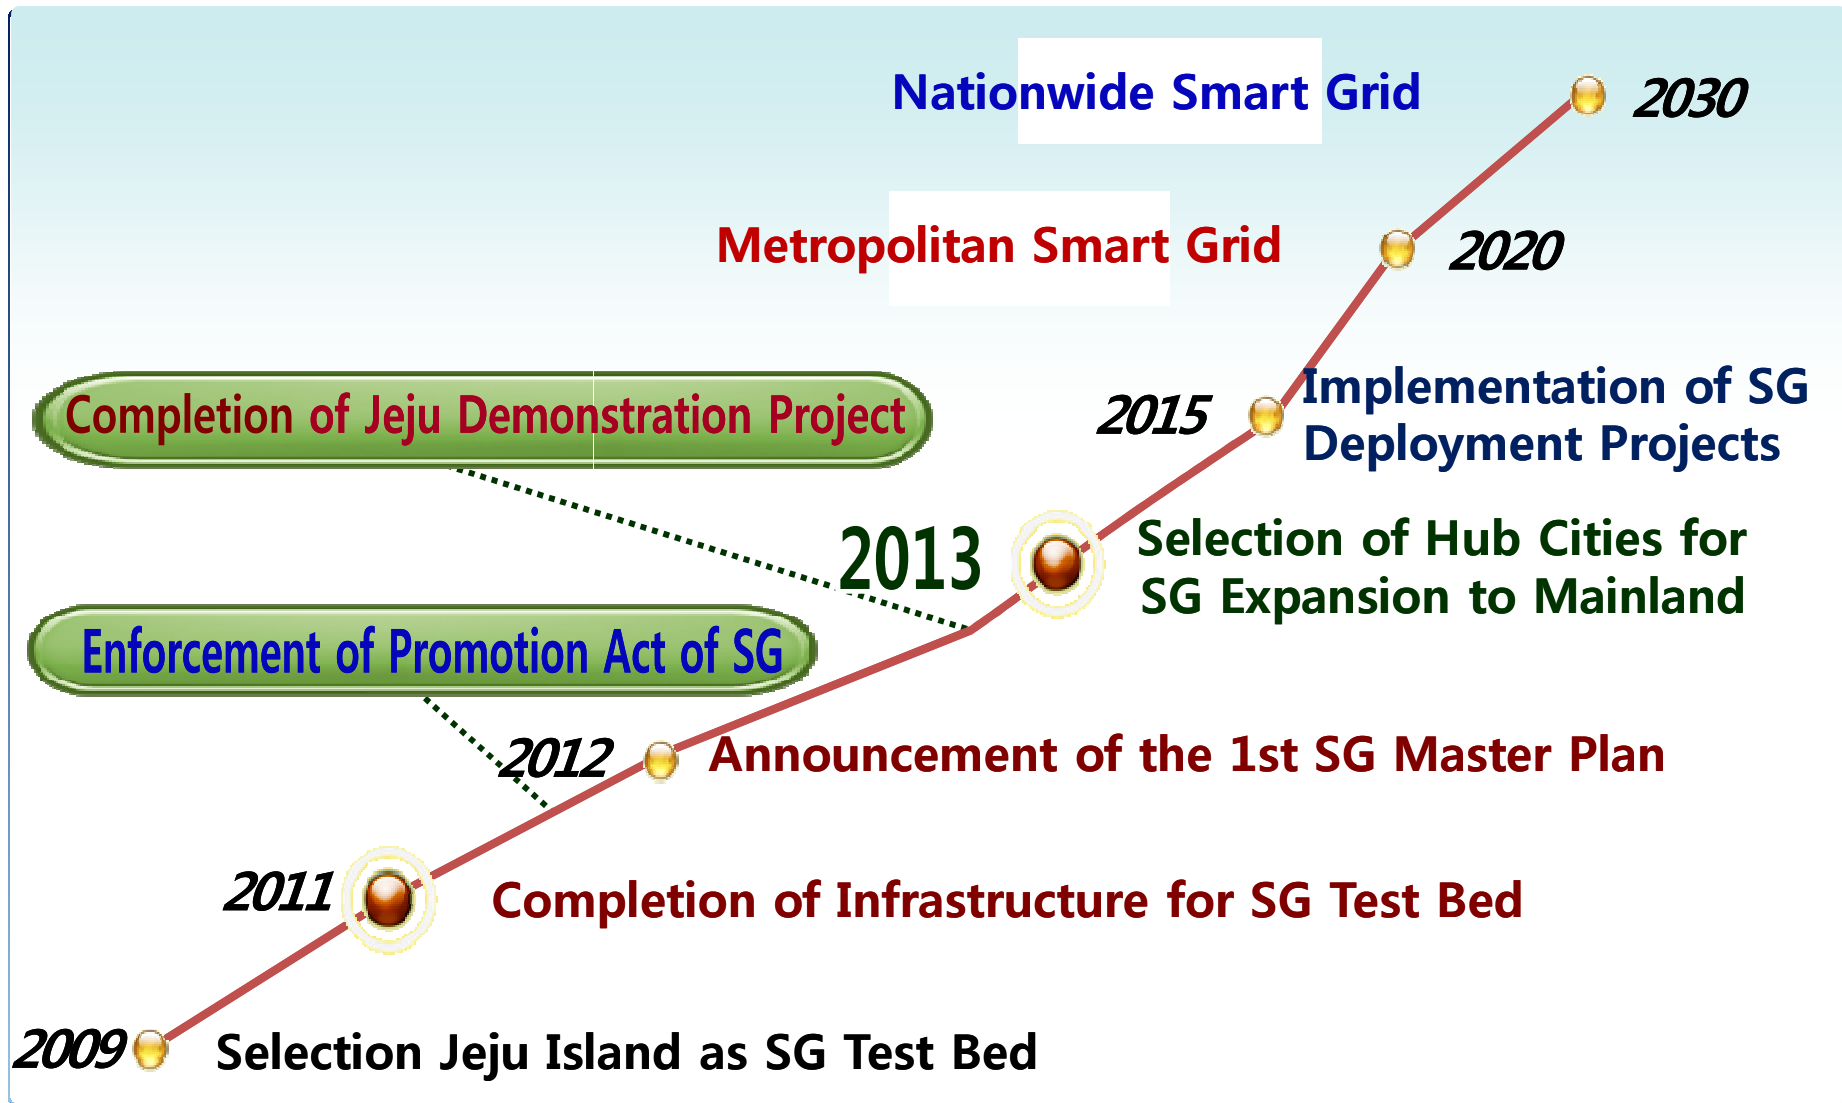 Nationwide Smart Grid
2030
Metropolitan Smart Grid
2020
Completion of Jeju Demonstration Project
2015
Implementation of SG
Deployment Projects
2013
Selection of Hub Cities for
SG Expansion to Mainland
Enforcement of Promotion Act of SG
2012
Announcement of the 1st SG Master Plan
2011
Completion of Infrastructure for SG Test Bed
2009
Selection Jeju Island as SG Test Bed